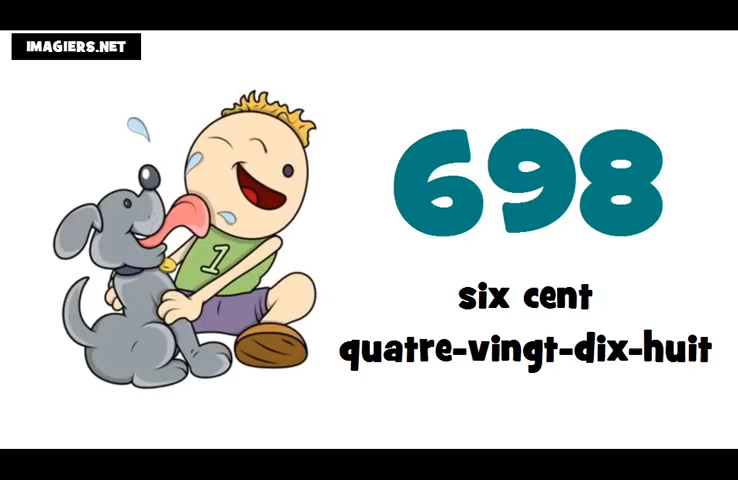 IMAGIERS.NET
1
698
six cent
quatre-vingt-dix-huit